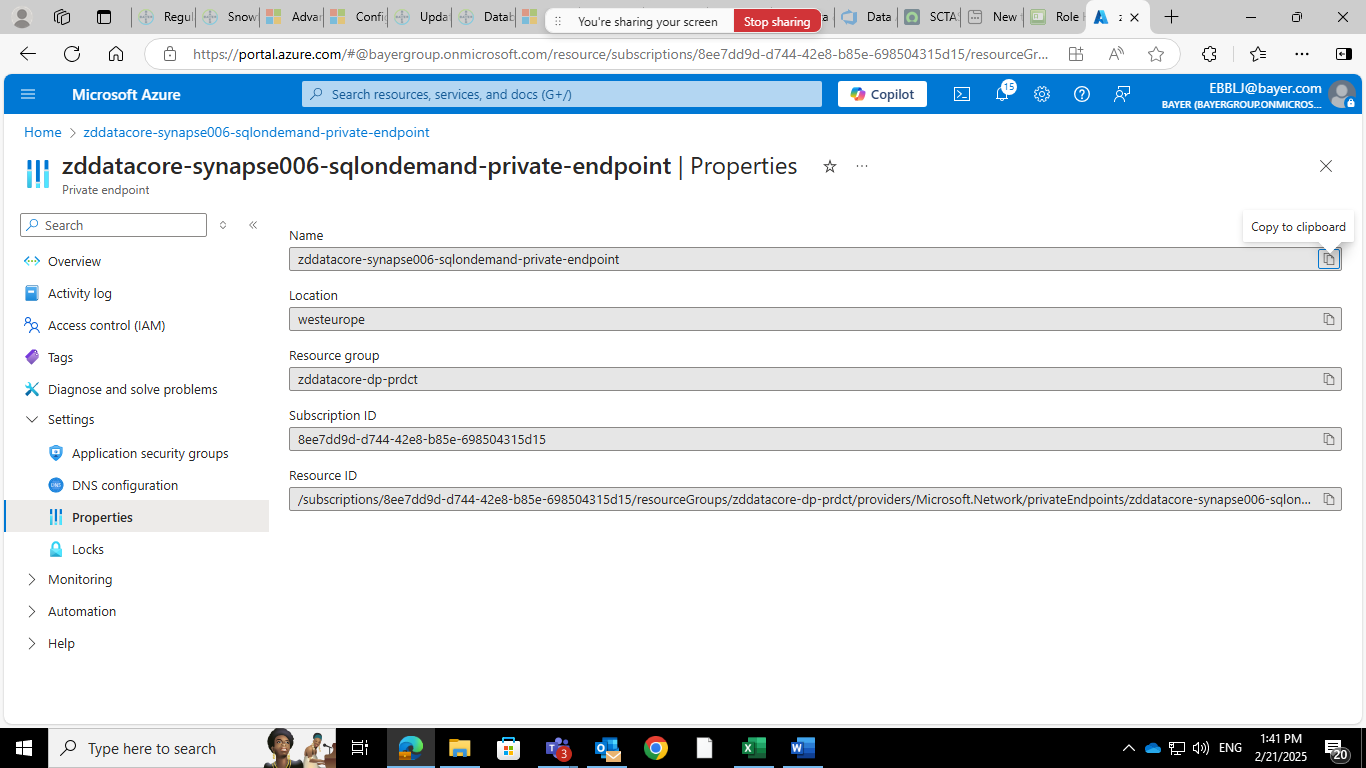 Regul
Snow
Advar
Config
Updat
Datab
You're sharing your screen
Stop sharing
Data
SCTAS
New
Role H
https://portal.azure.com/#@bayergroup.onmicrosoft.com/resource/subscriptions/8ee7dd9d-d744-42e8-b85e-698504315d15/resourceGr...
Microsoft Azure
Search resources, services, and docs (G+/)
Copilot
15
EBBLJ@bayer.com
BAYER (BAYERGROUP.ONMICROS...
Home > zddatacore-synapse006-sqlondemand-private-endpoint
zddatacore-synapse006-sqlondemand-private-endpoint | Properties
Private endpoint
Search
Overview
Activity log
Access control (IAM)
Tags
Diagnose and solve problems
Settings
Application security groups
DNS configuration
Properties
Locks
Monitoring
Automation
Help
Copy to clipboard
Name
zddatacore-synapse006-sqlondemand-private-endpoint
Location
westeurope
Resource group
zddatacore-dp-prdct
Subscription ID
8ee7dd9d-d744-42e8-b85e-698504315d15
Resource ID
/subscriptions/8ee7dd9d-d744-42e8-b85e-698504315d15/resourceGroups/zddatacore-dp-prdct/providers/Microsoft.Network/privateEndpoints/zddatacore-synapse006-sqlon...
Type here to search
3
ENG
1:41 PM
2/21/2025
20